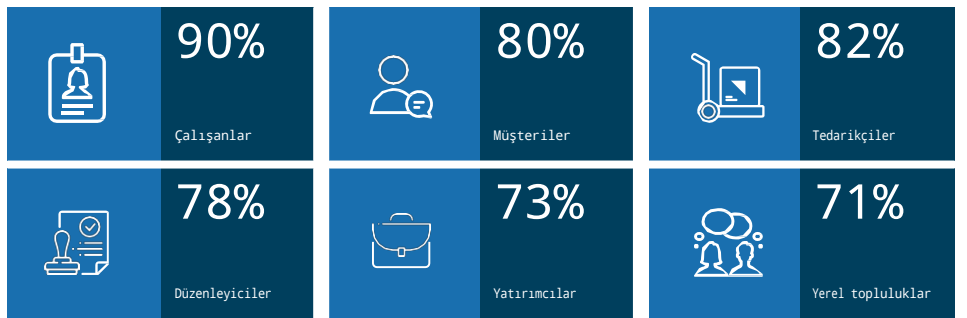 90%
Çalışanlar
80%
Müşteriler
82%
Tedarikçiler
78%
Düzenleyiciler
73%
Yatırımcılar
71%
Yerel topluluklar